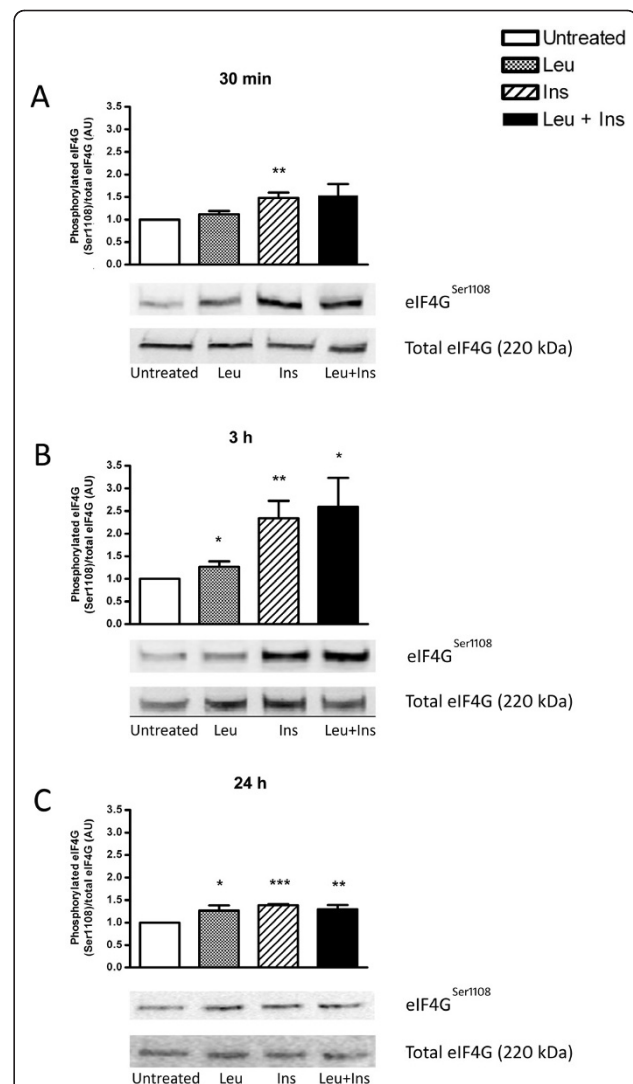 Untreated
Leu
Ins
Leu + Ins
A
30 min
Phosphorylated eIF4G
(Ser1108)/total eIF4G (AU)
3.5
3.0
2.5
2.0
1.5
1.0
0.5
0.0
**
eIF4G^Ser1108
Total eIF4G (220 kDa)
Untreated Leu Ins Leu+Ins
B
3 h
Phosphorylated eIF4G
(Ser1108)/total eIF4G (AU)
3.5
3.0
2.5
2.0
1.5
1.0
0.5
0.0
* ** *
eIF4G^Ser1108
Total eIF4G (220 kDa)
Untreated Leu Ins Leu+Ins
C
24 h
Phosphorylated eIF4G
(Ser1108)/total eIF4G (AU)
3.5
3.0
2.5
2.0
1.5
1.0
0.5
0.0
* *** **
eIF4G^Ser1108
Total eIF4G (220 kDa)
Untreated Leu Ins Leu+Ins